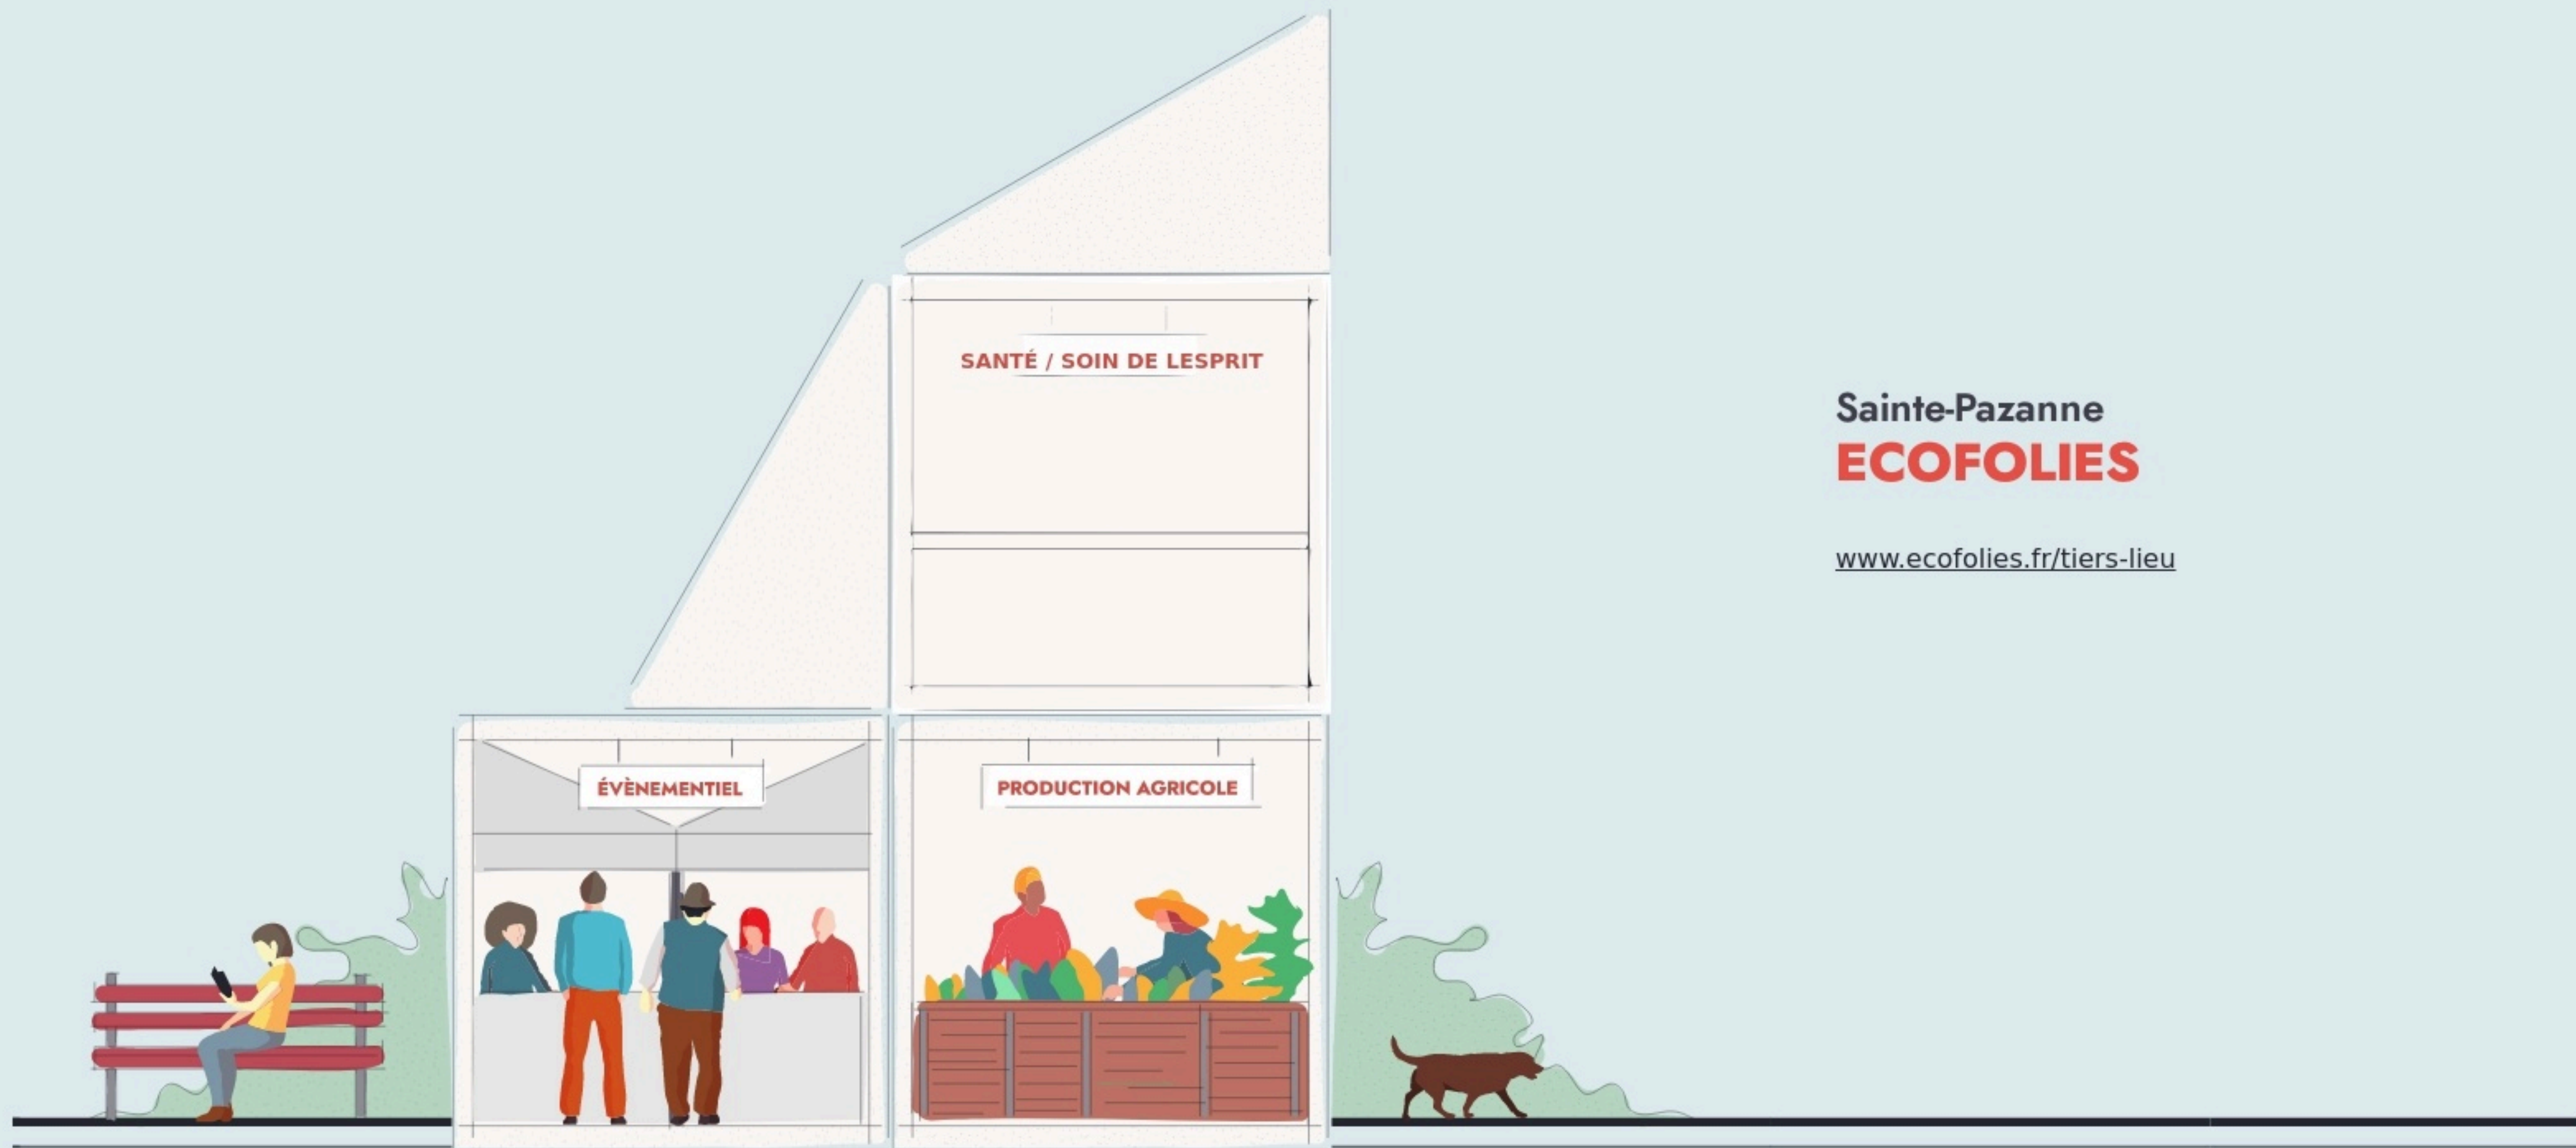 SANTÉ / SOIN DE LESPRIT
Sainte-Pazanne
ECOFOLIES
www.ecofolies.fr/tiers-lieu
ÉVÈNEMENTIEL
PRODUCTION AGRICOLE